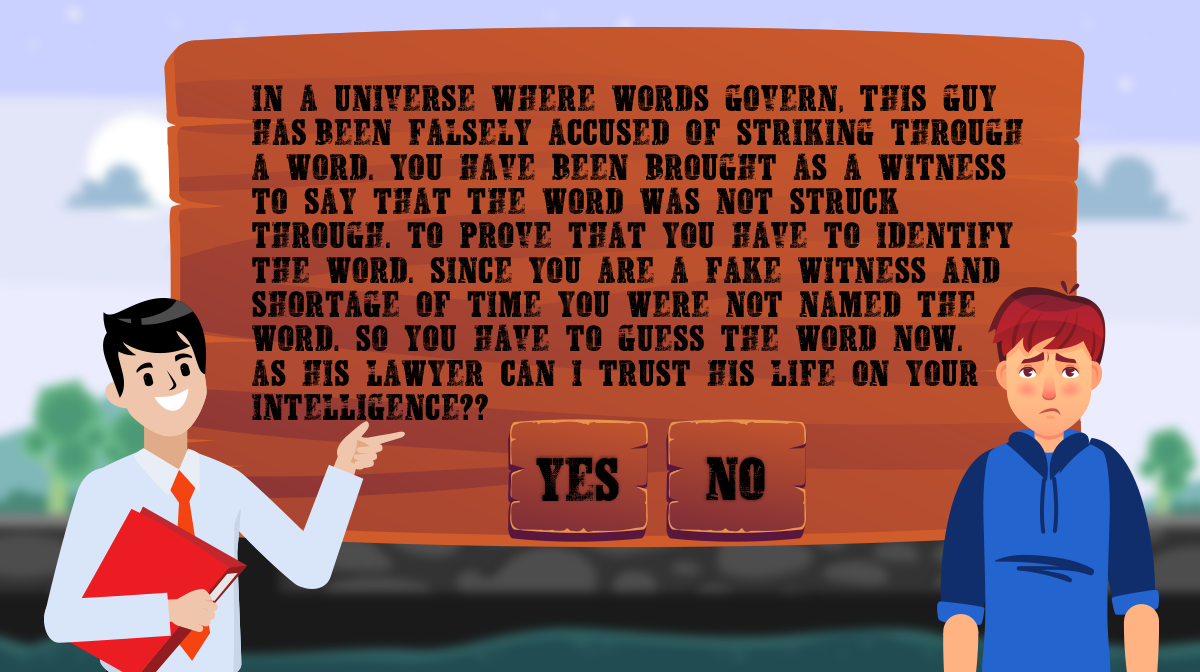 IN A UNIVERSE WHERE WORDS GOVERN, THIS GUY
HAS BEEN FALSELY ACCUSED OF STRIKING THROUGH
A WORD. YOU HAVE BEEN BROUGHT AS A WITNESS
TO SAY THAT THE WORD WAS NOT STRUCK
THROUGH. TO PROVE THAT YOU HAVE TO IDENTIFY
THE WORD. SINCE YOU ARE A FAKE WITNESS AND
SHORTAGE OF TIME YOU WERE NOT NAMED THE
WORD. SO YOU HAVE TO GUESS THE WORD NOW.
AS HIS LAWYER CAN I TRUST HIS LIFE ON YOUR
INTELLIGENCE??
YES NO